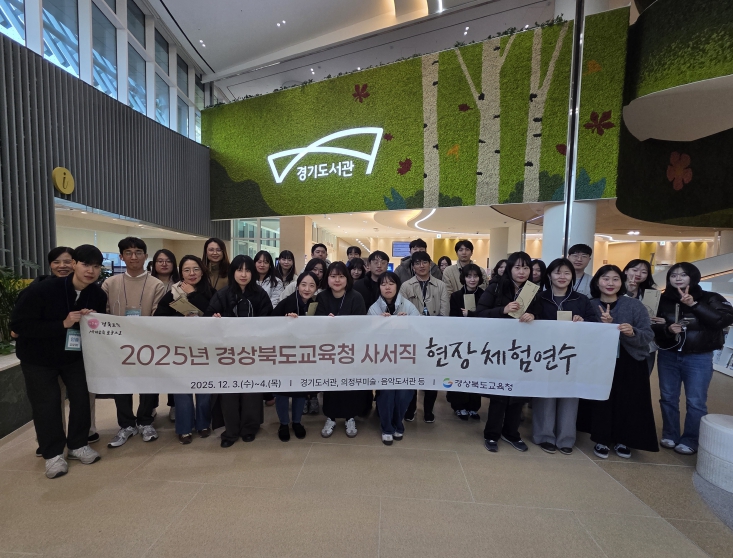 경기도서관
i
2025년 경상북도교육청 사서직 현장체험연수
2025. 12. 3.(수)~4.(목) | 경기도서관, 의정부미술·음악도서관 등 | 경상북도교육청